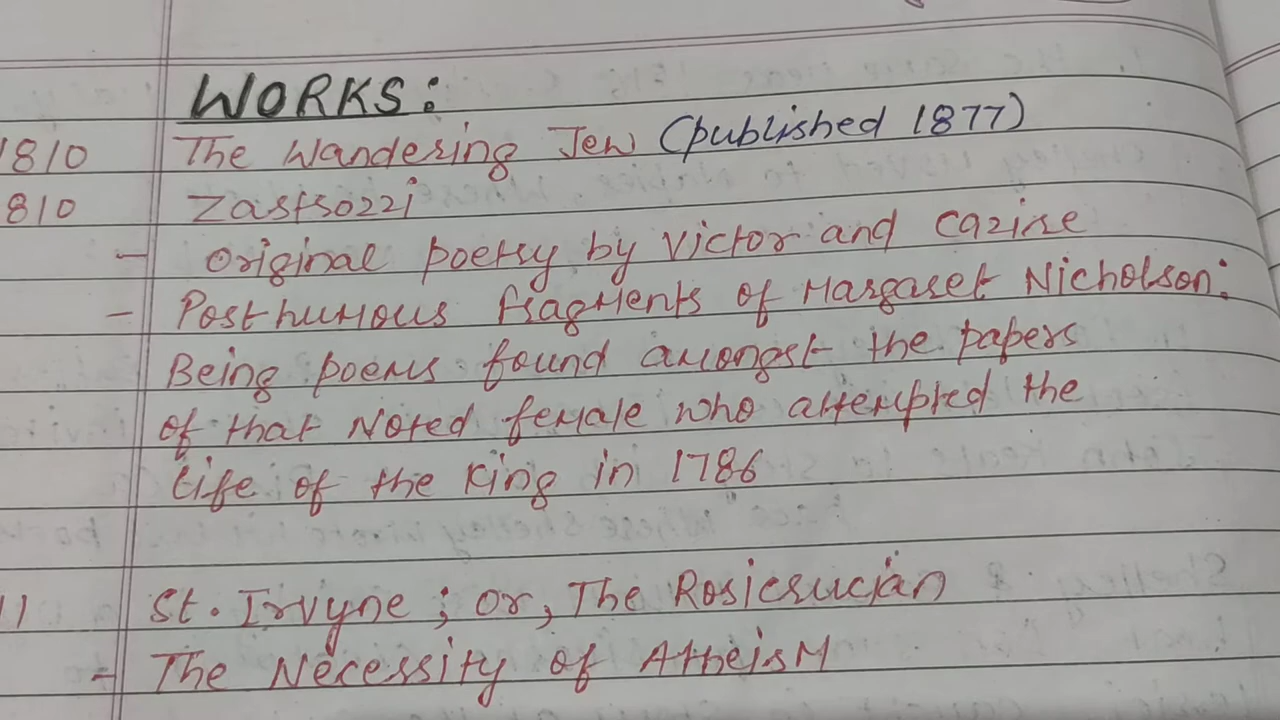 WORKS:
1810 The Wandering Jew (published 1877)
810 Zastrozzi
- Original poetry by Victor and Cazire
- Posthumous fragments of Margaret Nicholson:
Being poems found amongst the papers
of that Noted female who attempted the
life of the King in 1786
11 St. Irvyne; or, The Rosicrucian
- The Necessity of Atheism